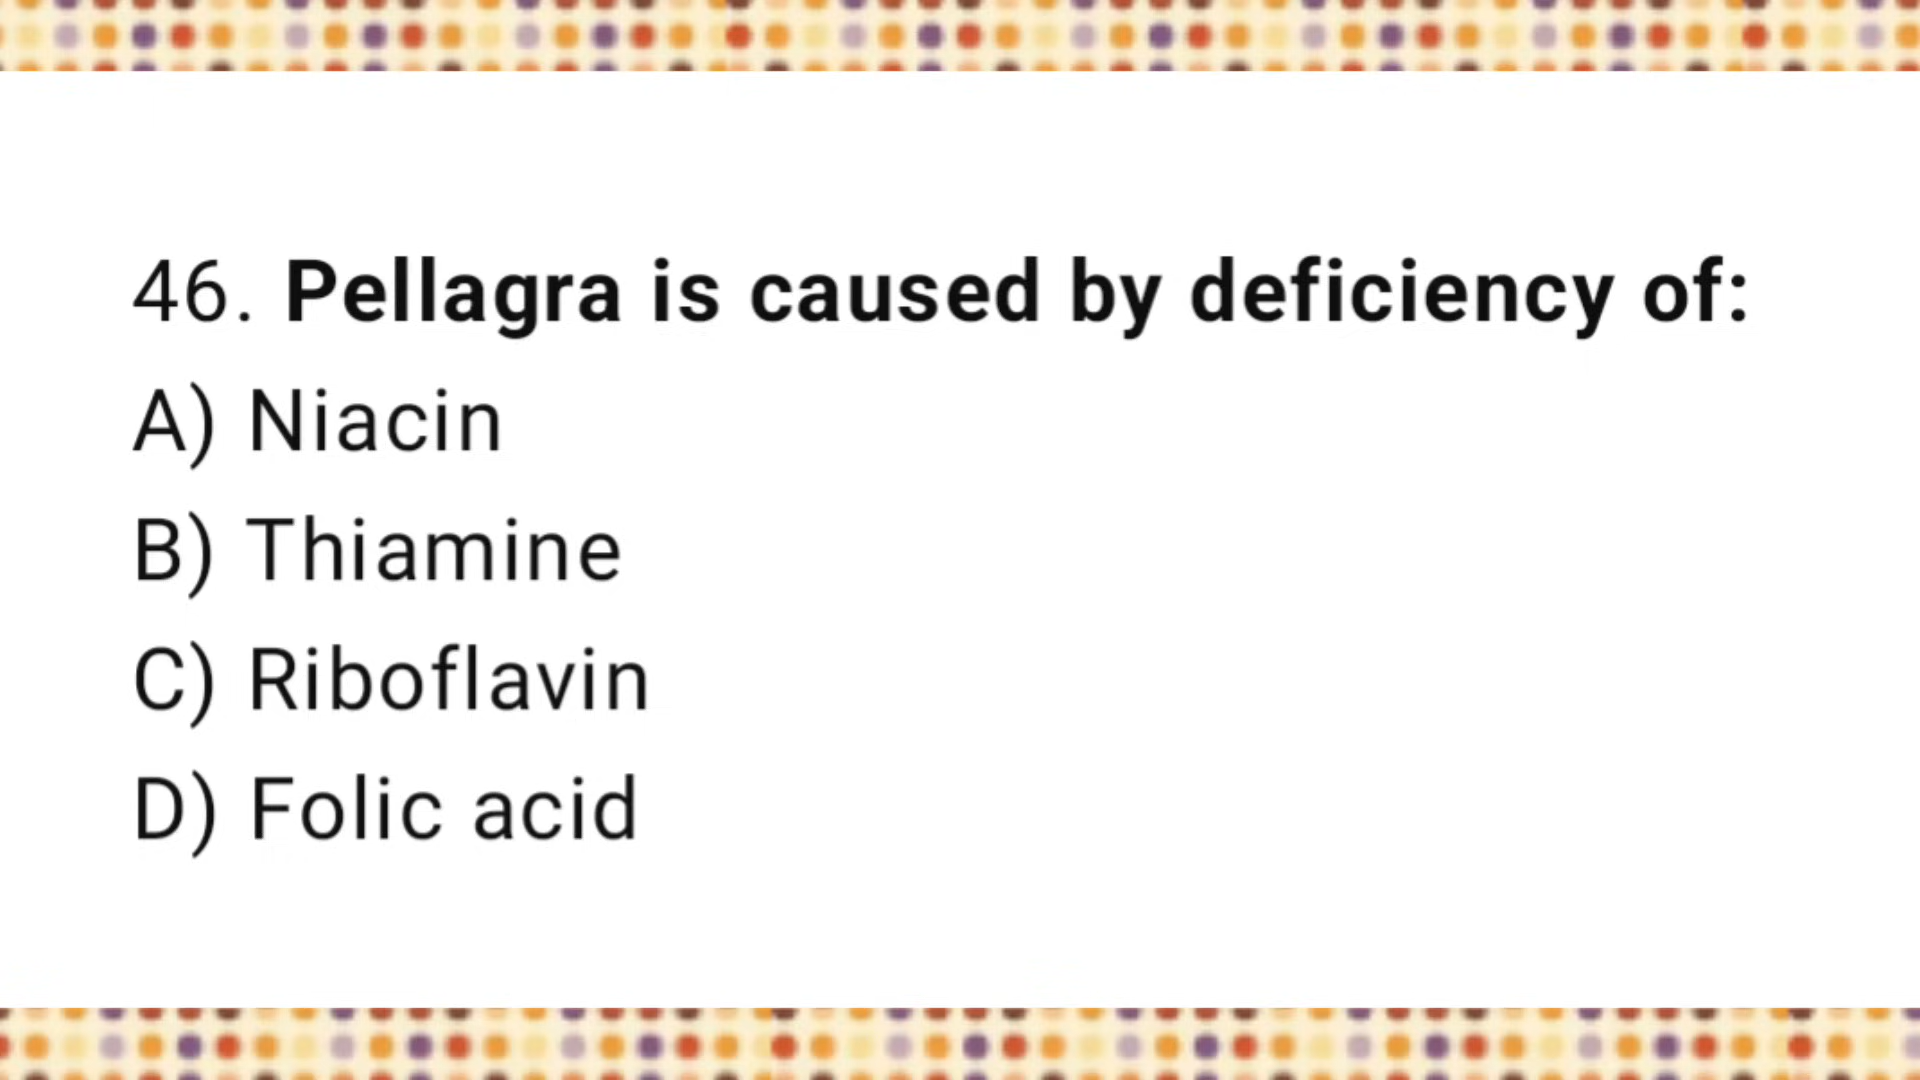 46. Pellagra is caused by deficiency of:
A) Niacin
B) Thiamine
C) Riboflavin
D) Folic acid